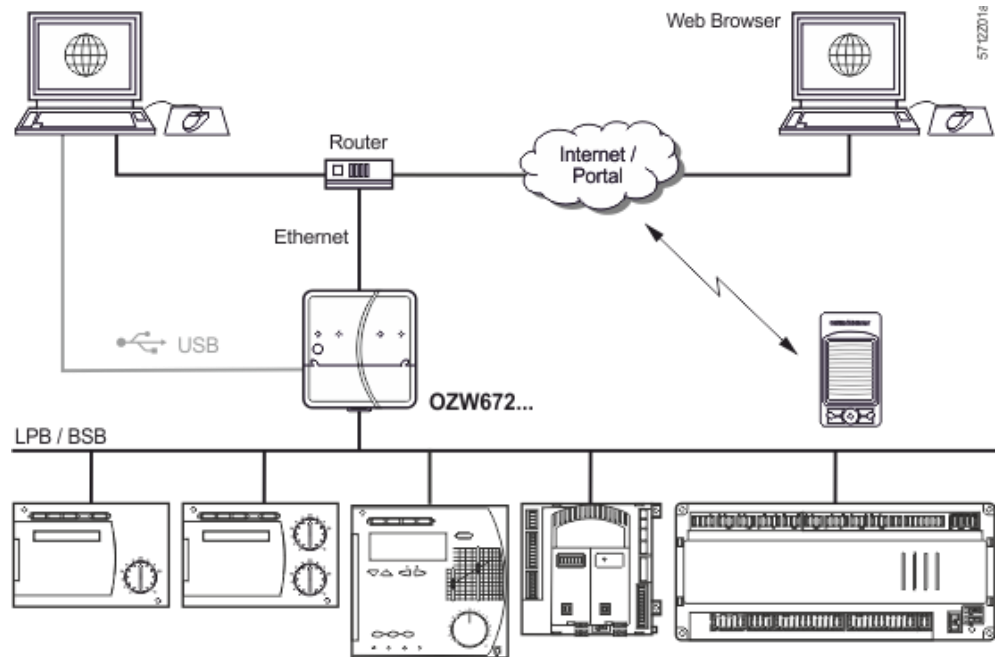 Web Browser
5712Z01a
Router
Internet /
Portal
Ethernet
USB
OZW672...
LPB / BSB